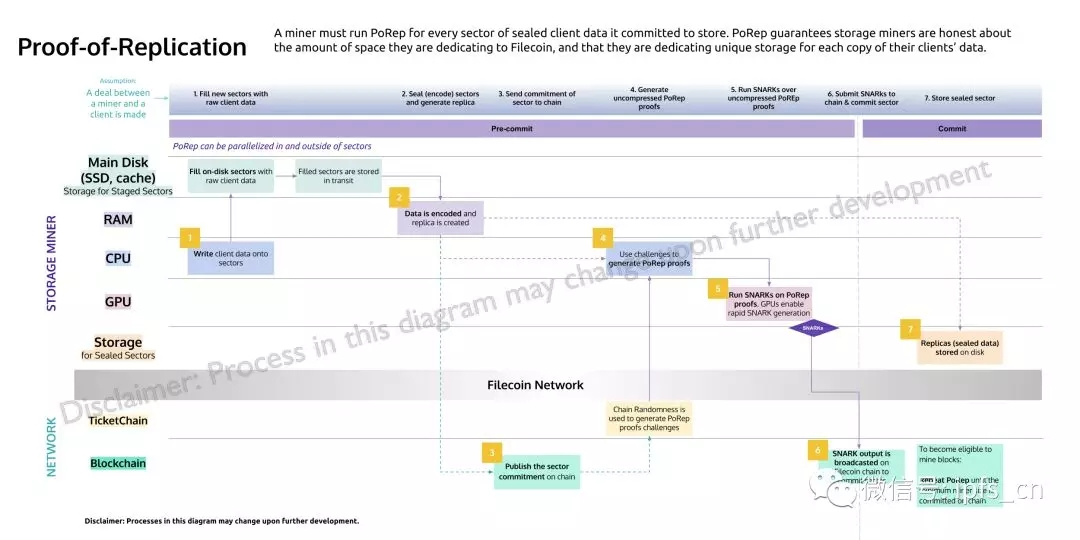 Proof-of-Replication
A miner must run PoRep for every sector of sealed client data it committed to store. PoRep guarantees storage miners are honest about
the amount of space they are dedicating to Filecoin, and that they are dedicating unique storage for each copy of their clients' data.
Assumption:
A deal between
a miner and a
client is made
1. Fill new sectors with
raw client data
2. Seal (encode) sectors
and generate replica
3. Send commitment of
sector to chain
4. Generate
uncompressed PoRep
proofs
5. Run SNARKs over
uncompressed PoREp
proofs
6. Submit SNARKs to
chain & commit sector
7. Store sealed sector
Pre-commit
Commit
PoRep can be parallelized in and outside of sectors
STORAGE MINER
Main Disk
(SSD, cache)
Storage for Staged Sectors
Fill on-disk sectors with
raw client data
Filled sectors are stored
in transit
RAM
2
Data is encoded and
replica is created
CPU
1
Write client data onto
sectors
4
Use challenges to
generate PoRep proofs
GPU
5
Run SNARKS on PoRep
proofs. GPUs enable
rapid SNARK generation
SNARKs
Storage
for Sealed Sectors
7
Replicas (sealed data)
stored on disk
Filecoin Network
NETWORK
TicketChain
Chain Randomness is
used to generate PoRep
proofs challenges
Blockchain
3
Publish the sector
commitment on chain
6
SNARK output is
broadcasted on
Filecoin chain to
To become eligible to
mine blocks:
repeat PoRep until the
minimum
committed on chain
Disclaimer: Process in this diagram may change upon further development
微信号: ipfs_cn
Disclaimer: Processes in this diagram may change upon further development.